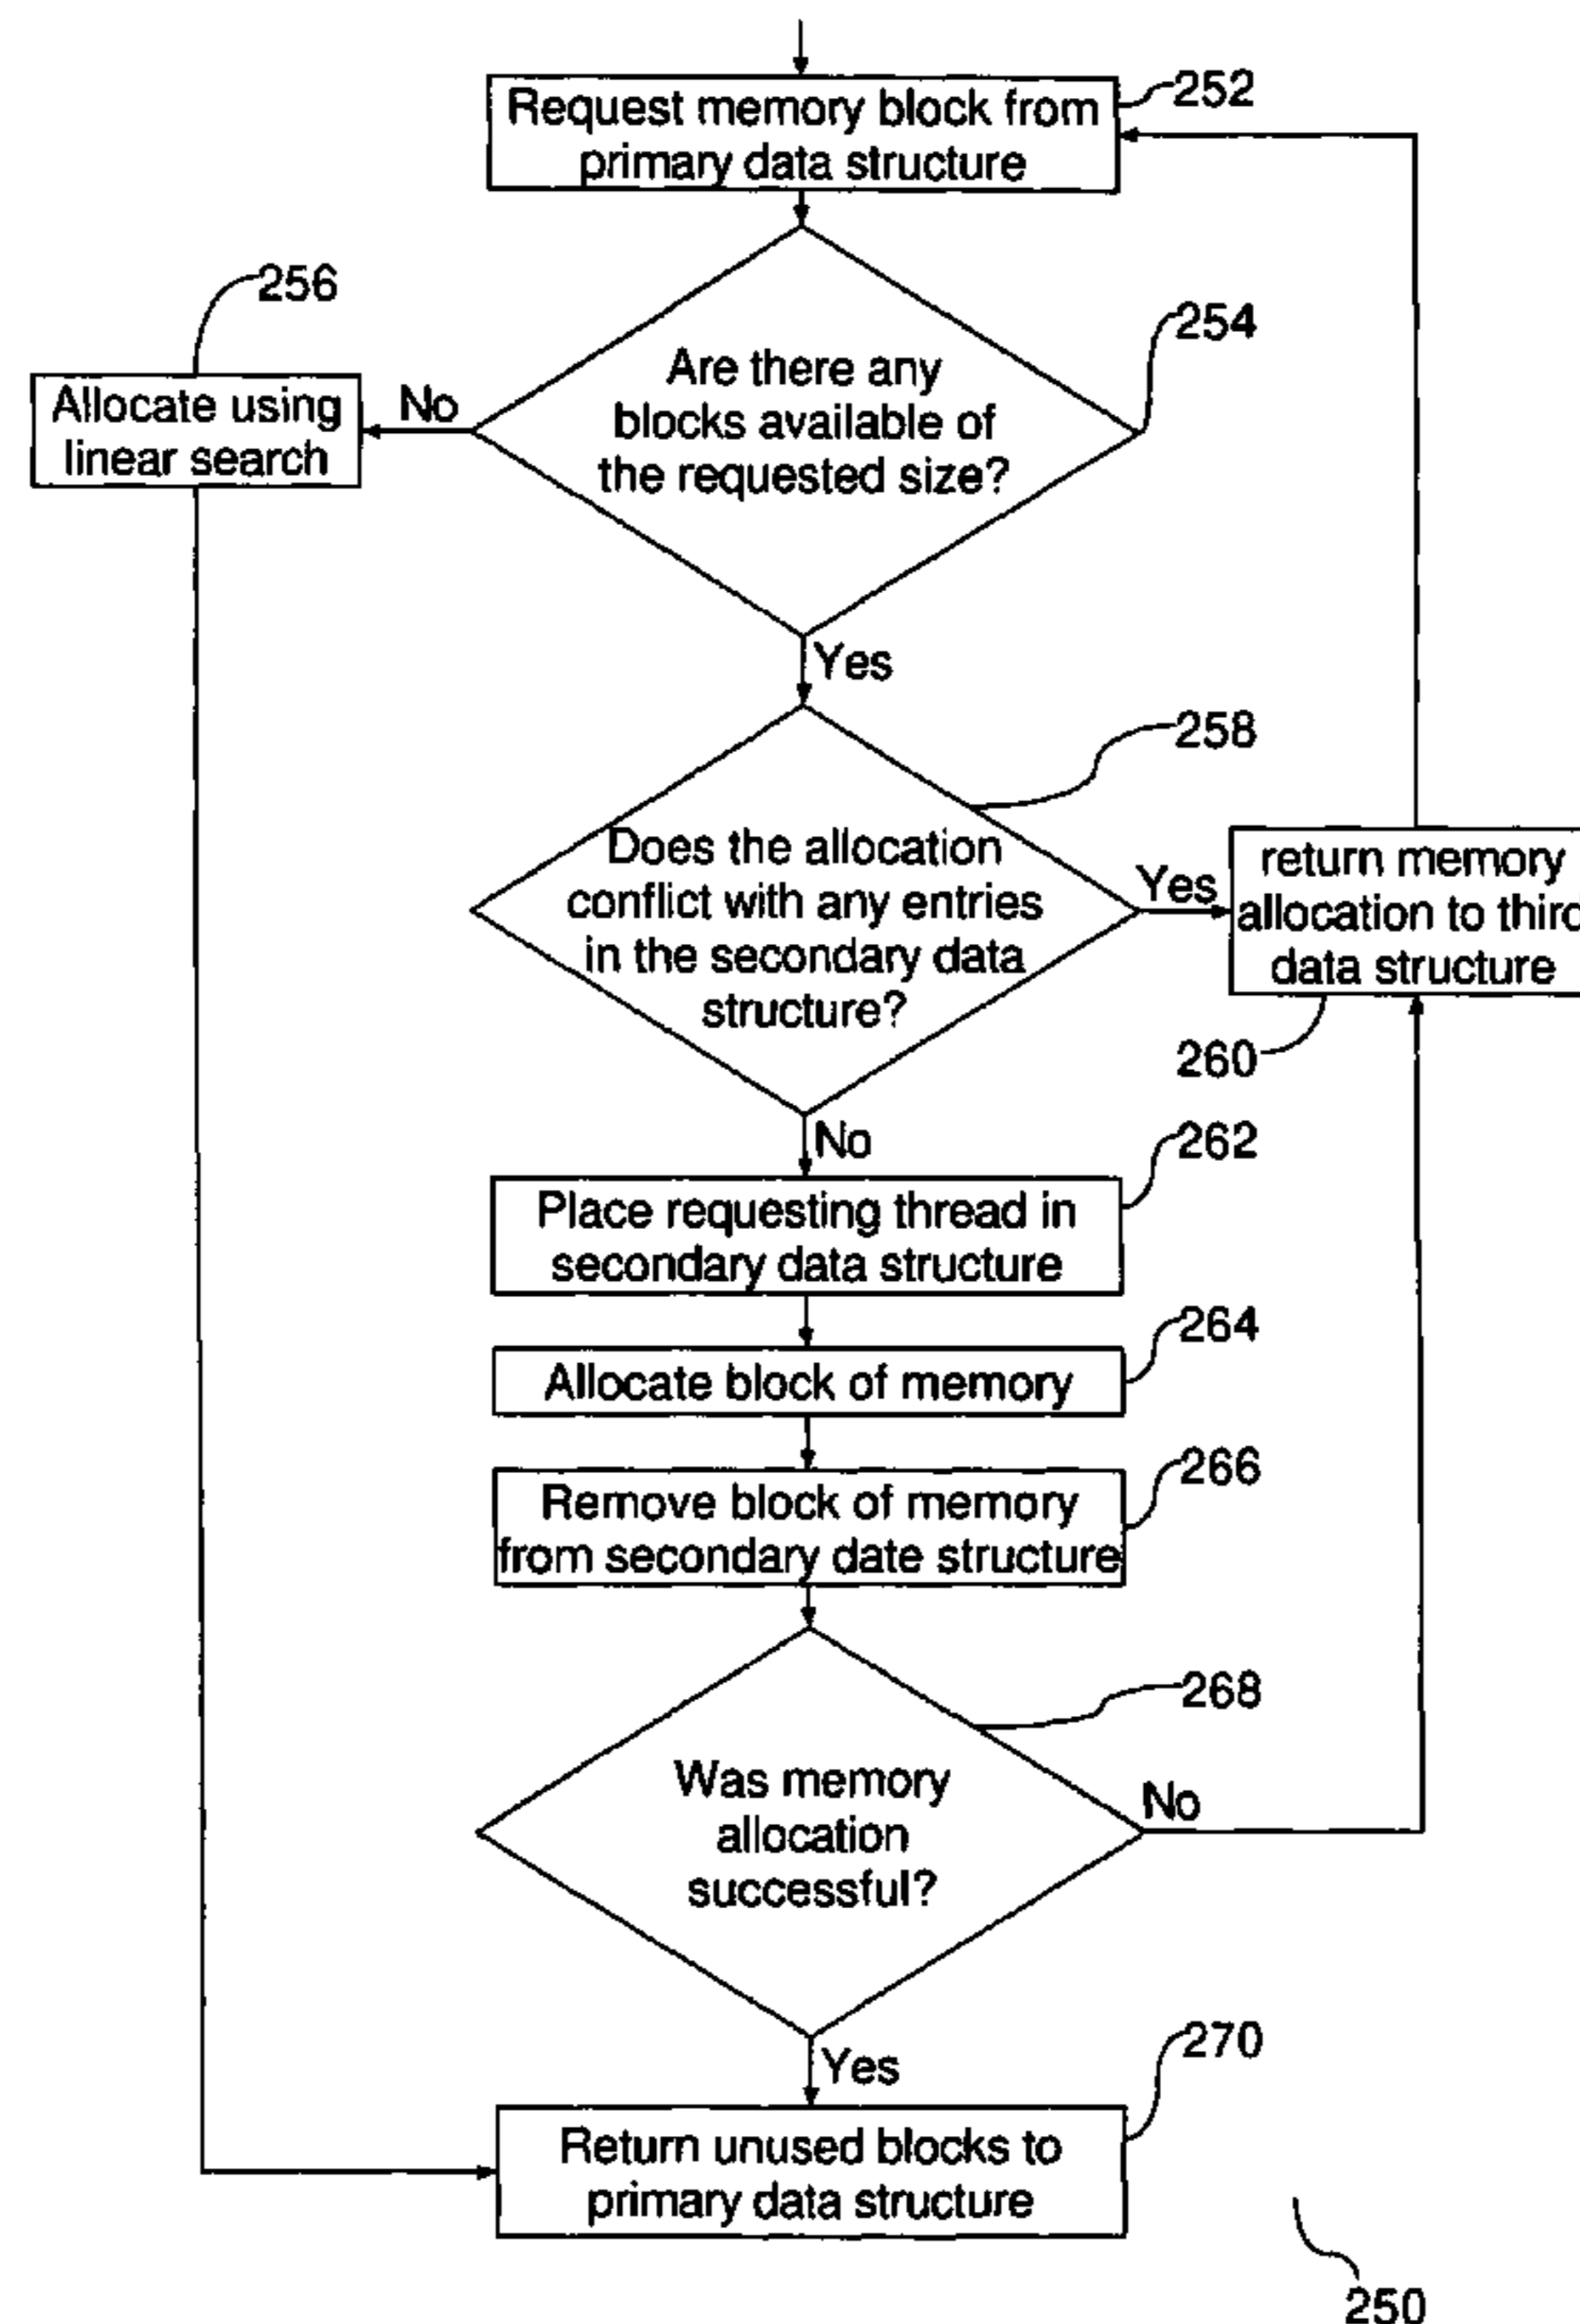 252
Request memory block from
primary data structure
256
254
Are there any
blocks available of
the requested size?
No
Allocate using
linear search
Yes
258
Does the allocation
conflict with any entries
in the secondary data
structure?
Yes
return memory
allocation to third
data structure
260
No
262
Place requesting thread in
secondary data structure
264
Allocate block of memory
266
Remove block of memory
from secondary date structure
268
Was memory
allocation
successful?
No
Yes
270
Return unused blocks to
primary data structure
250